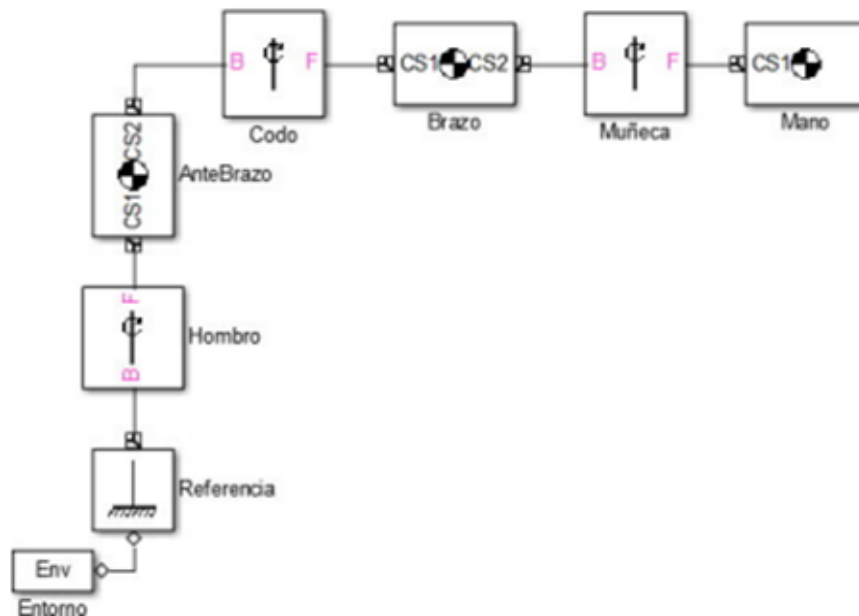 B F
Codo
CS1 CS2
Brazo
B F
Muñeca
CS1
Mano
CS1 CS2
AnteBrazo
F
B
Hombro
Referencia
Env
Entorno